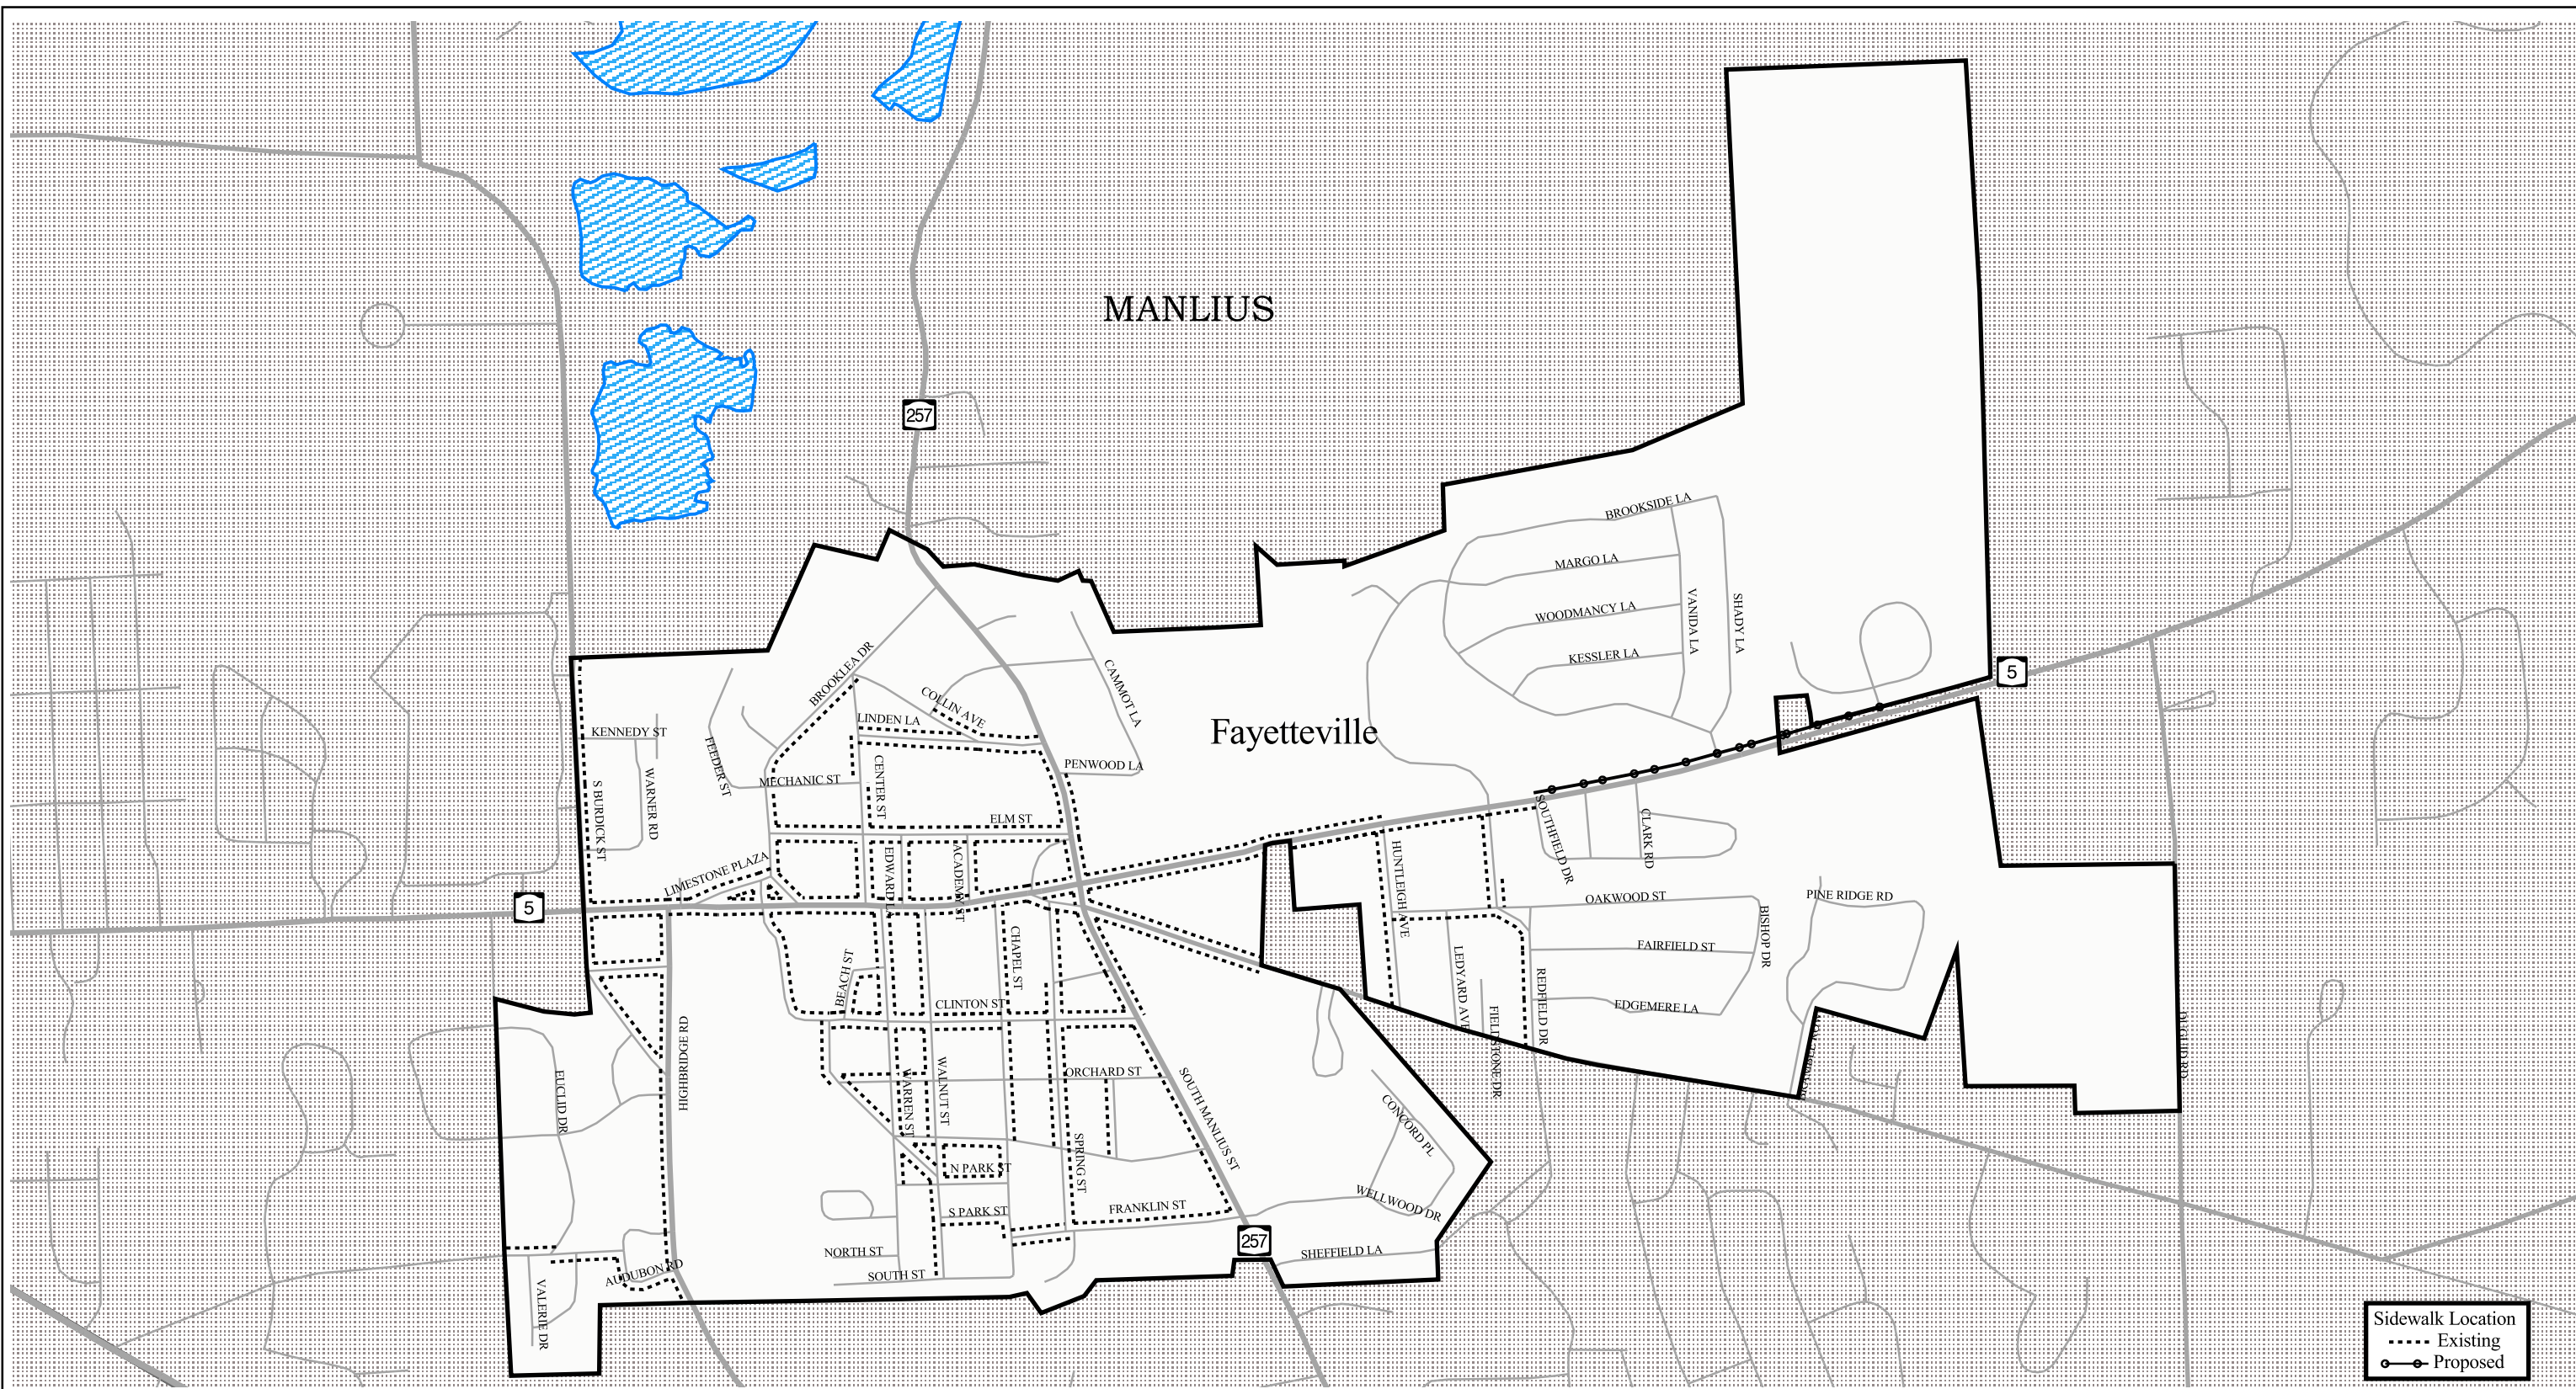 MANLIUS
257
BROOKSIDE LA
MARGO LA
WOODMANCY LA
VANIDA LA
SHADY LA
KESSLER LA
5
BROOKLEA DR
CAMMOT LA
COLLIN AVE
LINDEN LA
Fayetteville
KENNEDY ST
FEEDER ST
WARNER RD
S BURDICK ST
MECHANIC ST
CENTER ST
PENWOOD LA
ELM ST
SOUTHFIELD DR
CLARK RD
LIMESTONE PLAZA
EDWARD LA
ACADEMY ST
HUNTLEIGH AVE
OAKWOOD ST
PINE RIDGE RD
5
BEACH ST
CHAPEL ST
LEDYARD AVE
FAIRFIELD ST
BISHOP DR
CLINTON ST
FIELDSTONE DR
REDFIELD DR
EDGEMERE LA
HIGHBRIDGE RD
EUCLID DR
WARREN ST
WALNUT ST
ORCHARD ST
SOUTH MANLIUS ST
CONCORD PL
N PARK ST
SPRING ST
S PARK ST
FRANKLIN ST
WELLWOOD DR
257
NORTH ST
SHEFFIELD LA
AUDUBON RD
SOUTH ST
VALERIE DR
Sidewalk Location
Existing
Proposed